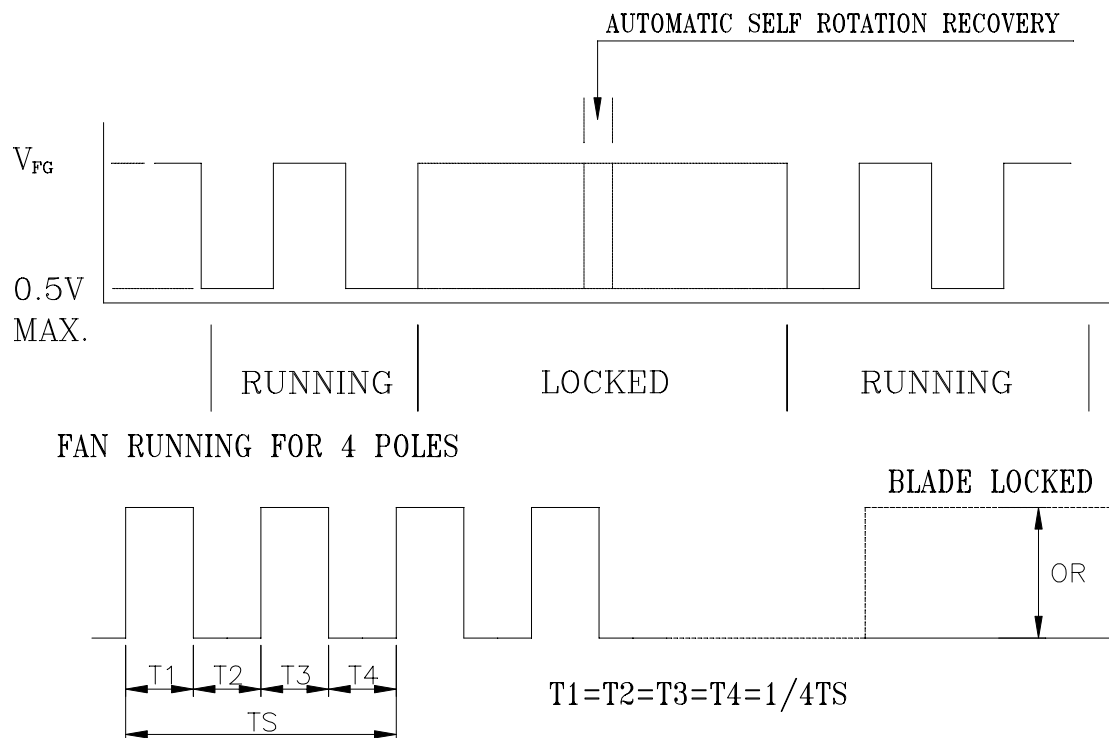 AUTOMATIC SELF ROTATION RECOVERY
VFG
0.5V
MAX.
RUNNING
LOCKED
RUNNING
FAN RUNNING FOR 4 POLES
BLADE LOCKED
OR
T1
T2
T3
T4
T1=T2=T3=T4=1/4TS
TS